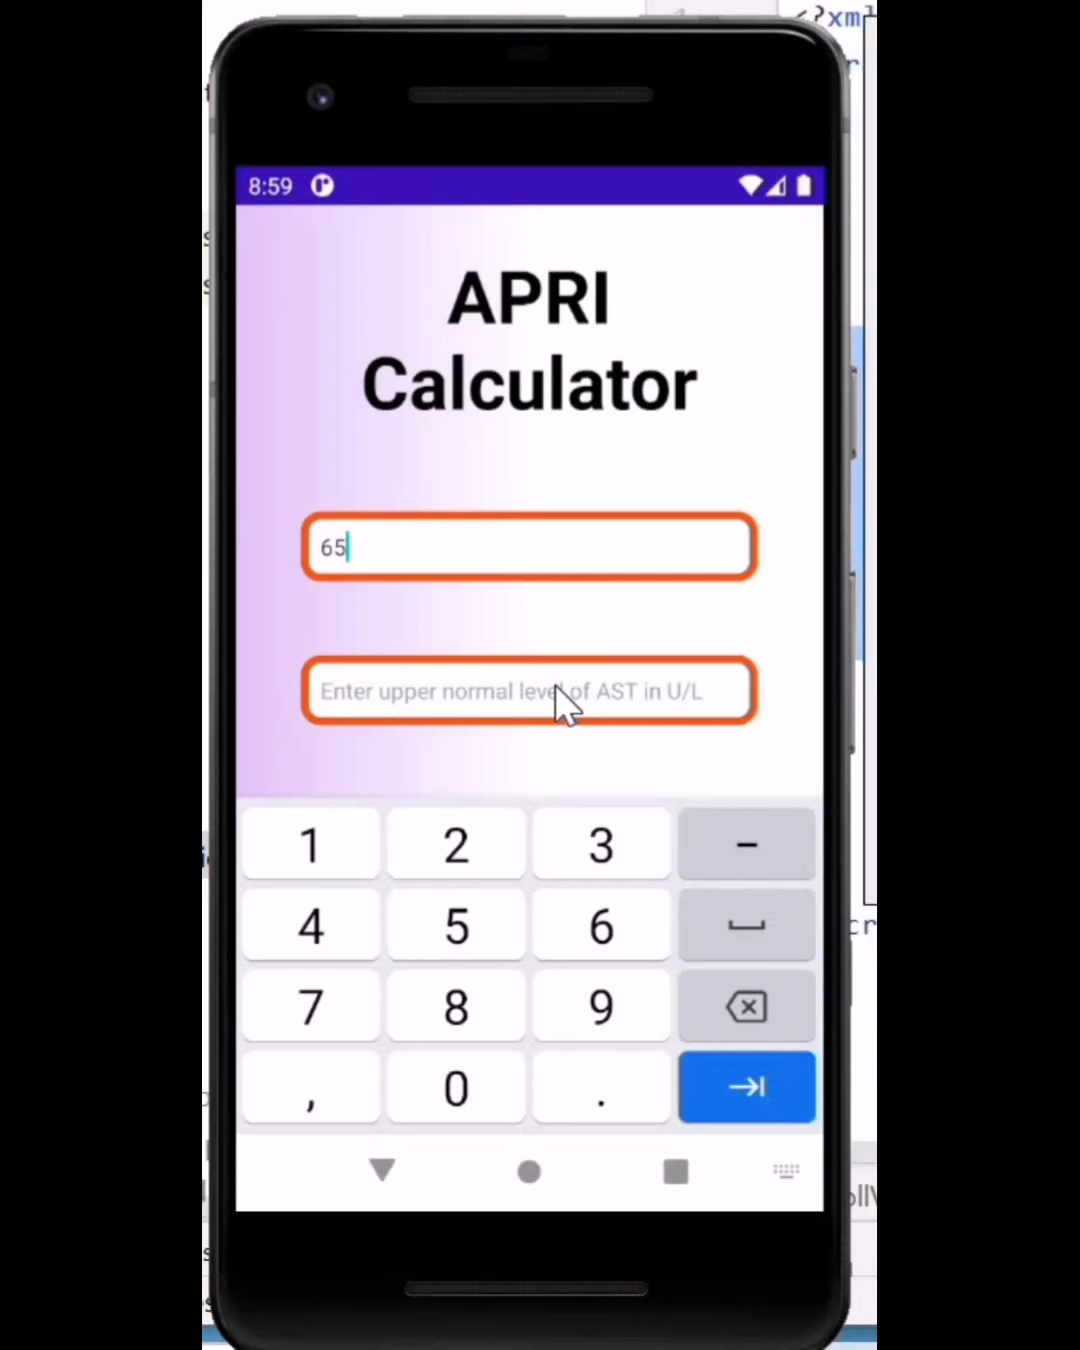 <?xml
8:59
APRI
Calculator
65
Enter upper normal level of AST in U/L
1 2 3 –
4 5 6
7 8 9
, 0 .